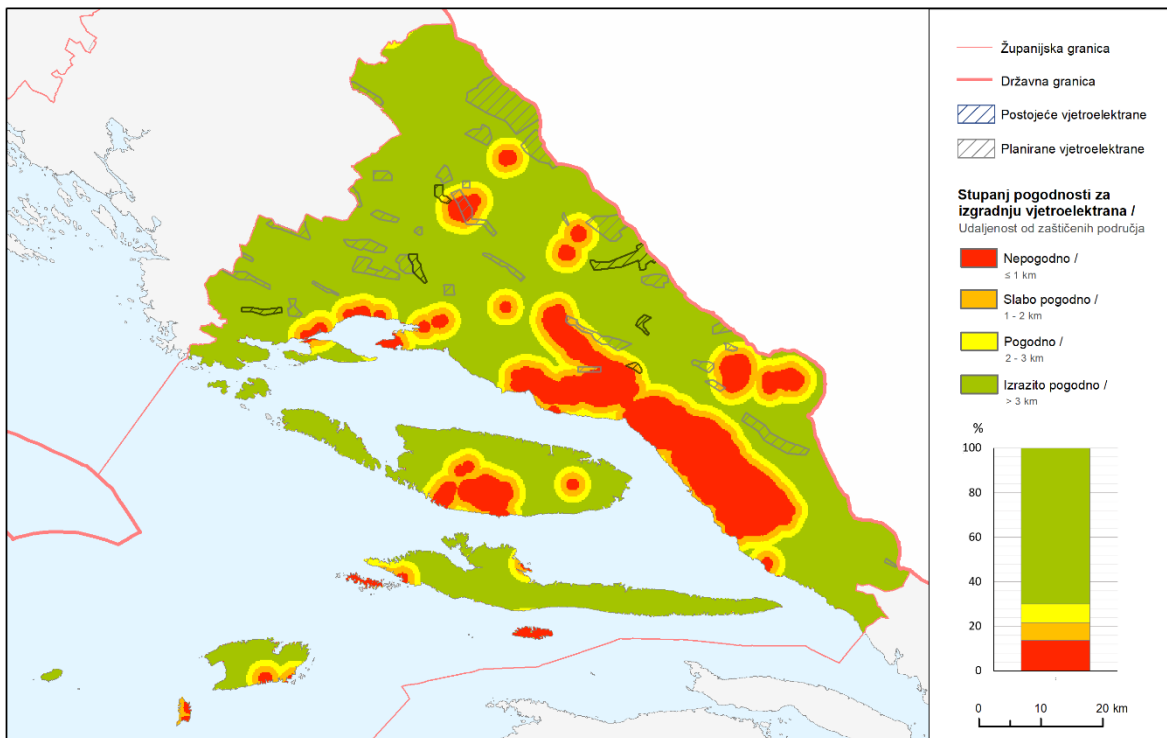 Županijska granica
Državna granica
Postojeće vjetroelektrane
Planirane vjetroelektrane
Stupanj pogodnosti za
izgradnju vjetroelektrana /
Udaljenost od zaštičenih područja
Nepogodno /
≤ 1 km
Slabo pogodno /
1 - 2 km
Pogodno /
2 - 3 km
Izrazito pogodno /
> 3 km
%
100
80
60
40
20
0
0 10 20 km